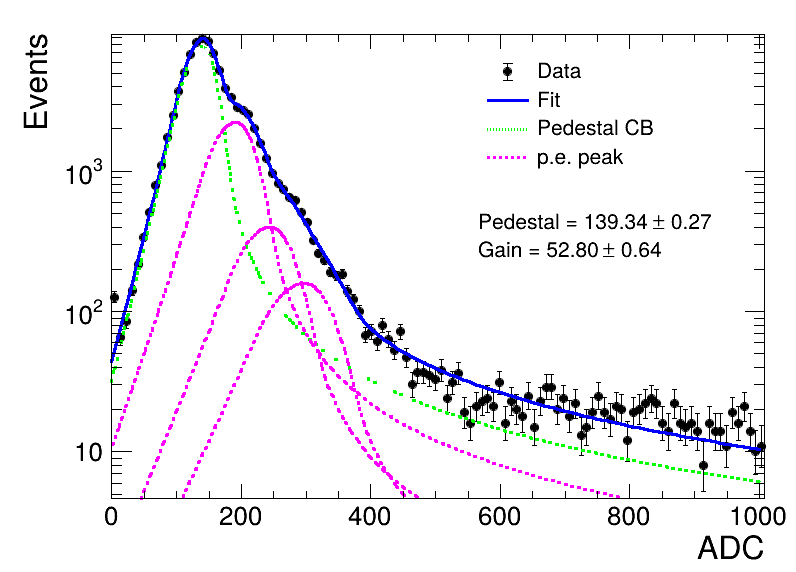 Events
Data
Fit
Pedestal CB
p.e. peak
Pedestal = 139.34 ± 0.27
Gain = 52.80 ± 0.64
10³
10²
10
0 200 400 600 800 1000
ADC